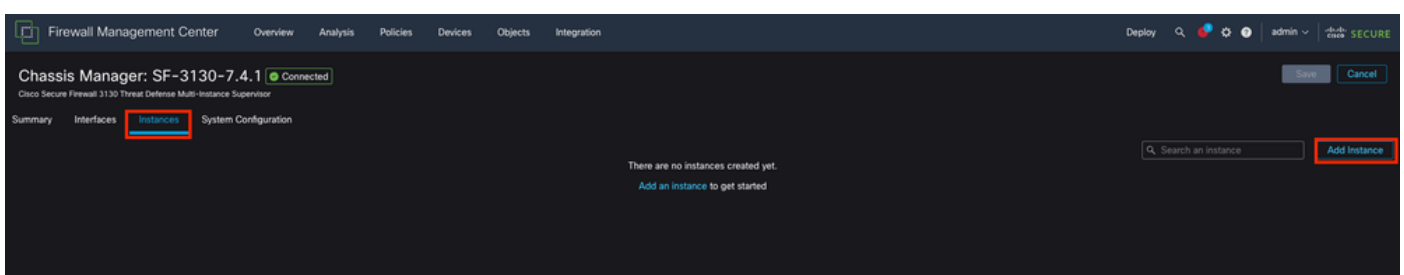 Firewall Management Center Overview Analysis Policies Devices Objects Integration Deploy admin cisco SECURE
Chassis Manager: SF-3130-7.4.1 Connected Save Cancel
Cisco Secure Firewall 3130 Threat Defense Multi-Instance Supervisor
Summary Interfaces Instances System Configuration
Search an instance Add Instance
There are no instances created yet.
Add an instance to get started